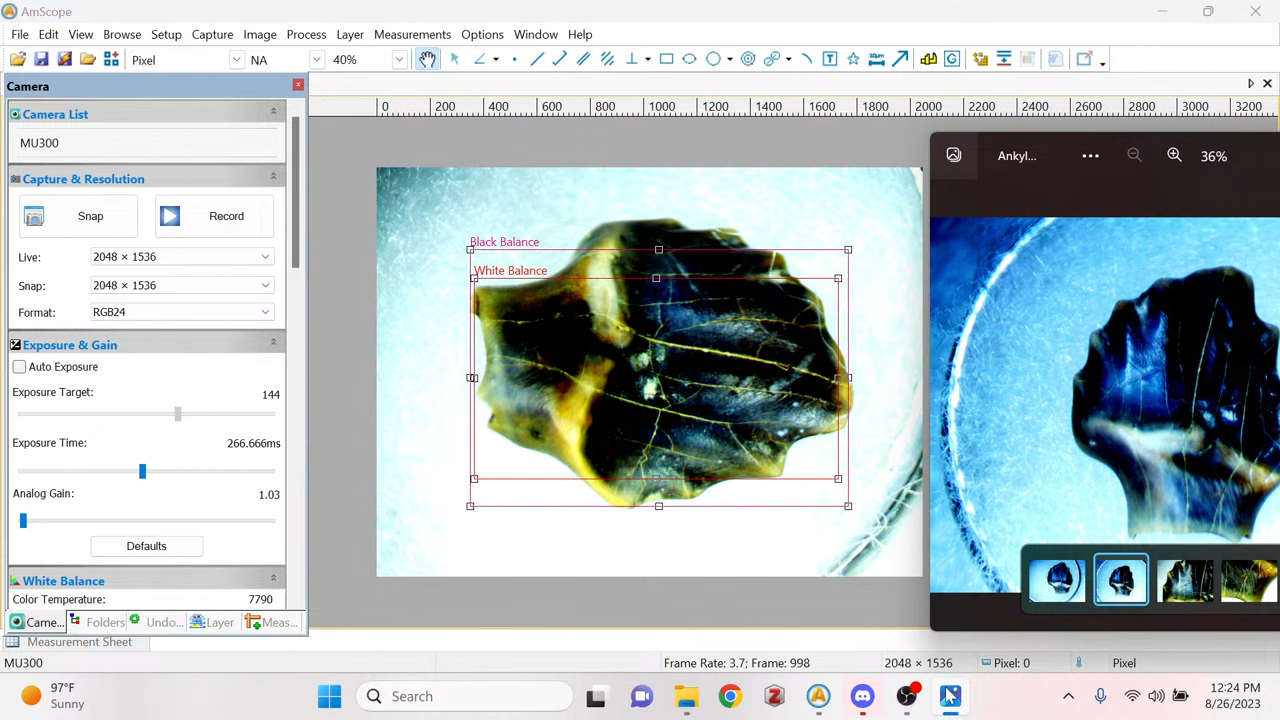 AmScope
File Edit View Browse Setup Capture Image Process Layer Measurements Options Window Help
Pixel NA 40%
Camera
0 200 400 600 800 1000 1200 1400 1600 1800 2000 2200 2400 2600 2800 3000 3200
Camera List
MU300
Capture & Resolution
Snap Record
Live: 2048 × 1536
Snap: 2048 × 1536
Format: RGB24
Exposure & Gain
Auto Exposure
Exposure Target: 144
Exposure Time: 266.666ms
Analog Gain: 1.03
Defaults
White Balance
Color Temperature: 7790
Came... Folders Undo... Layer Meas...
Black Balance
White Balance
Ankyl... 36%
Measurement Sheet
MU300 Frame Rate: 3.7; Frame: 998 2048 × 1536 Pixel: 0 Pixel
97°F
Sunny
Search
12:24 PM
8/26/2023